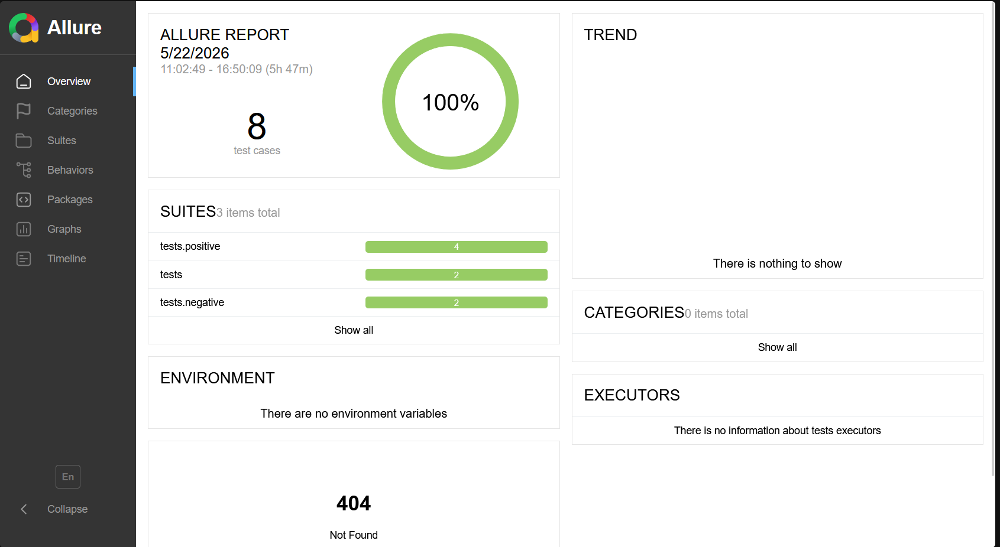 Allure
Overview
Categories
Suites
Behaviors
Packages
Graphs
Timeline
En
Collapse
ALLURE REPORT
5/22/2026
11:02:49 - 16:50:09 (5h 47m)
8
test cases
100%
SUITES3 items total
tests.positive
4
tests
2
tests.negative
2
Show all
ENVIRONMENT
There are no environment variables
404
Not Found
TREND
There is nothing to show
CATEGORIES0 items total
Show all
EXECUTORS
There is no information about tests executors